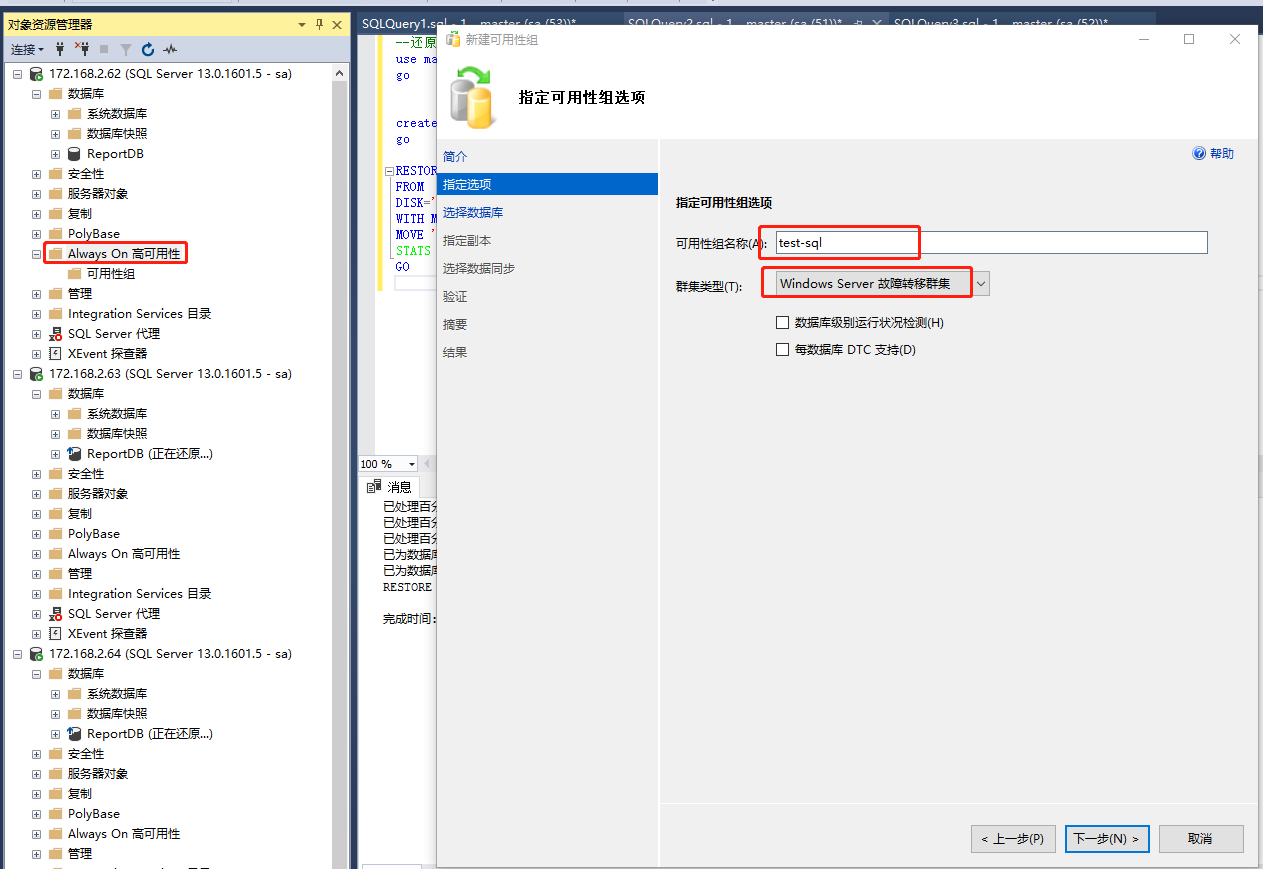 对象资源管理器
连接
172.168.2.62 (SQL Server 13.0.1601.5 - sa)
数据库
系统数据库
数据库快照
ReportDB
安全性
服务器对象
复制
PolyBase
Always On 高可用性
可用性组
管理
Integration Services 目录
SQL Server 代理
XEvent 探查器
172.168.2.63 (SQL Server 13.0.1601.5 - sa)
数据库
系统数据库
数据库快照
ReportDB (正在还原...)
安全性
服务器对象
复制
PolyBase
Always On 高可用性
管理
Integration Services 目录
SQL Server 代理
XEvent 探查器
172.168.2.64 (SQL Server 13.0.1601.5 - sa)
数据库
系统数据库
数据库快照
ReportDB (正在还原...)
安全性
服务器对象
复制
PolyBase
Always On 高可用性
管理
SQLQuery1.sql - 1... master (sa (53))*
SQLQuery2.sql - 1... master (sa (51))*
SQLQuery3.sql - 1... master (sa (52))*
--还原
use ma
go
create
go
RESTOR
FROM
DISK='
WITH M
MOVE '
STATS
GO
100 %
消息
已处理百分
已处理百分
已处理百分
已为数据库
已为数据库
RESTORE
完成时间:
新建可用性组
指定可用性组选项
简介
指定选项
选择数据库
指定副本
选择数据同步
验证
摘要
结果
帮助
指定可用性组选项
可用性组名称(A):
test-sql
群集类型(T):
Windows Server 故障转移群集
数据库级别运行状况检测(H)
每数据库 DTC 支持(D)
< 上一步(P)
下一步(N) >
取消